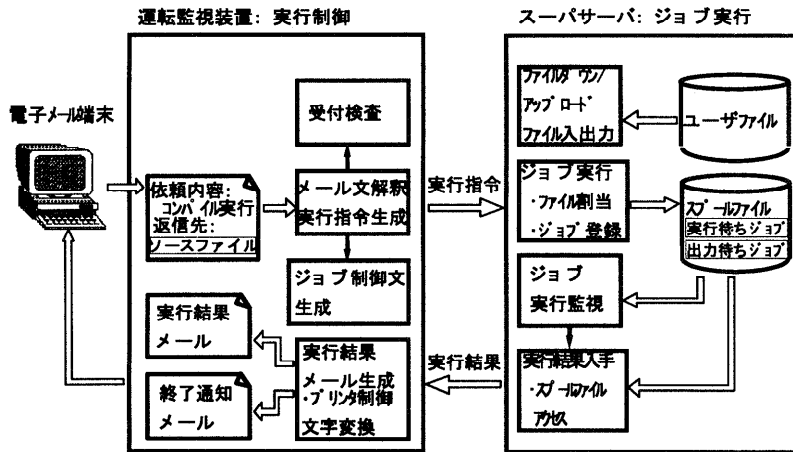 運転監視装置: 実行制御
スーパサーバ: ジョブ実行
電子メール端末
依頼内容:
コンパイル実行
返信先:
ソースファイル
受付検査
メール文解釈
実行指令生成
ジョブ制御文
生成
実行結果
メール
終了通知
メール
実行結果
メール生成
・プリンタ制御
文字変換
実行指令
実行結果
ファイルダウン/
アップロード
ファイル入出力
ユーザファイル
ジョブ実行
・ファイル割当
・ジョブ登録
スプールファイル
実行待ちジョブ
出力待ちジョブ
ジョブ
実行監視
実行結果入手
・スプールファイル
アクセス